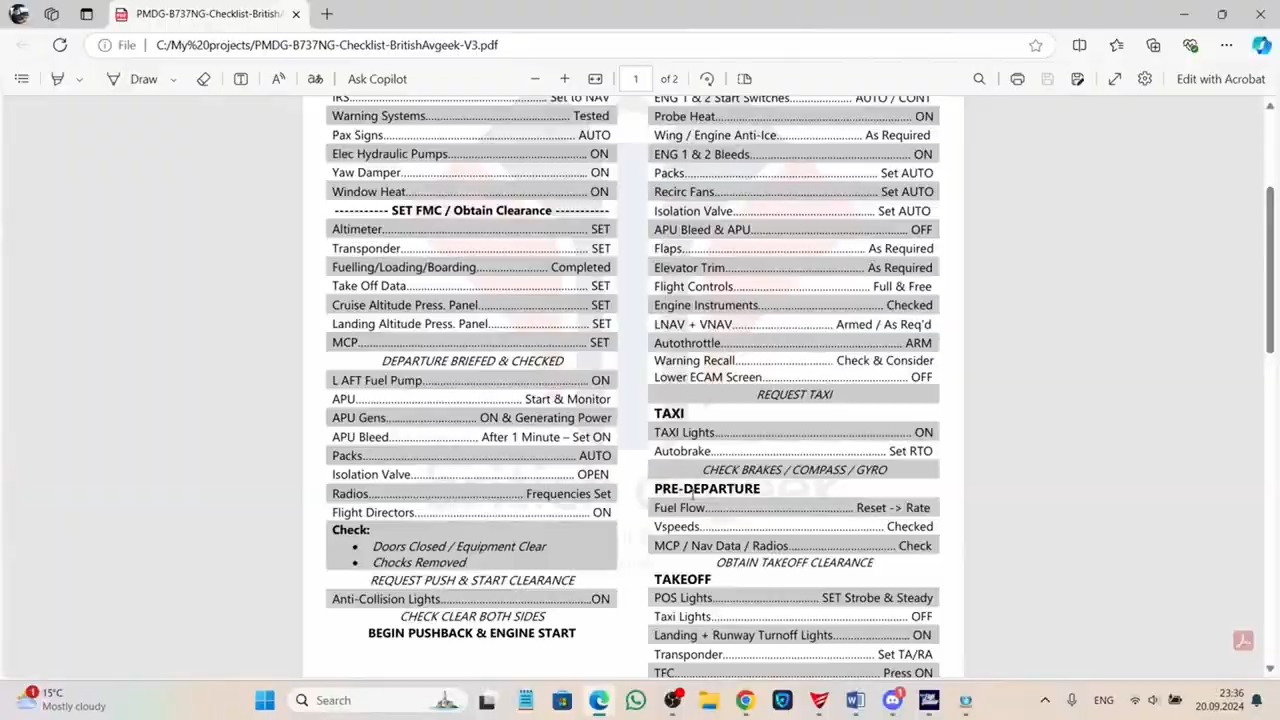 PMDG-B737NG-Checklist-BritishA
File
C:/My%20projects/PMDG-B737NG-Checklist-BritishAvgeek-V3.pdf
Draw
Ask Copilot
1 of 2
Edit with Acrobat
IRS........ Set to NAV
Warning Systems........ Tested
Pax Signs........ AUTO
Elec Hydraulic Pumps........ ON
Yaw Damper........ ON
Window Heat........ ON
----------- SET FMC / Obtain Clearance -----------
Altimeter........ SET
Transponder........ SET
Fuelling/Loading/Boarding........ Completed
Take Off Data........ SET
Cruise Altitude Press. Panel........ SET
Landing Altitude Press. Panel........ SET
MCP........ SET
DEPARTURE BRIEFED & CHECKED
L AFT Fuel Pump........ ON
APU........ Start & Monitor
APU Gens........ ON & Generating Power
APU Bleed........ After 1 Minute – Set ON
Packs........ AUTO
Isolation Valve........ OPEN
Radios........ Frequencies Set
Flight Directors........ ON
Check:
• Doors Closed / Equipment Clear
• Chocks Removed
REQUEST PUSH & START CLEARANCE
Anti-Collision Lights........ON
CHECK CLEAR BOTH SIDES
BEGIN PUSHBACK & ENGINE START
ENG 1 & 2 Start Switches........ AUTO / CONT
Probe Heat........ ON
Wing / Engine Anti-Ice........ As Required
ENG 1 & 2 Bleeds........ ON
Packs........ Set AUTO
Recirc Fans........ Set AUTO
Isolation Valve........ Set AUTO
APU Bleed & APU........ OFF
Flaps........ As Required
Elevator Trim........ As Required
Flight Controls........ Full & Free
Engine Instruments........ Checked
LNAV + VNAV........ Armed / As Req'd
Autothrottle........ ARM
Warning Recall........ Check & Consider
Lower ECAM Screen........ OFF
REQUEST TAXI
TAXI
TAXI Lights........ ON
Autobrake........ Set RTO
CHECK BRAKES / COMPASS / GYRO
PRE-DEPARTURE
Fuel Flow........ Reset -> Rate
Vspeeds........ Checked
MCP / Nav Data / Radios........ Check
OBTAIN TAKEOFF CLEARANCE
TAKEOFF
POS Lights........ SET Strobe & Steady
Taxi Lights........ OFF
Landing + Runway Turnoff Lights........ ON
Transponder........ Set TA/RA
TFC........ Press ON
1
15°C
Mostly cloudy
Search
1
ENG
23:36
20.09.2024